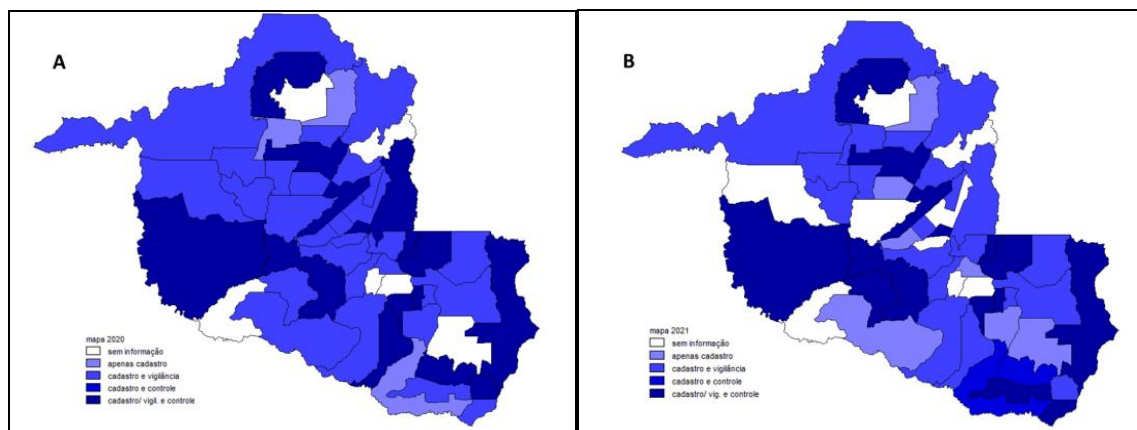 A
mapa 2020
sem informação
apenas cadastro
cadastro e vigilância
cadastro e controle
cadastro/ vigil. e controle
B
mapa 2021
sem informação
apenas cadastro
cadastro e vigilância
cadastro e controle
cadastro/ vig. e controle